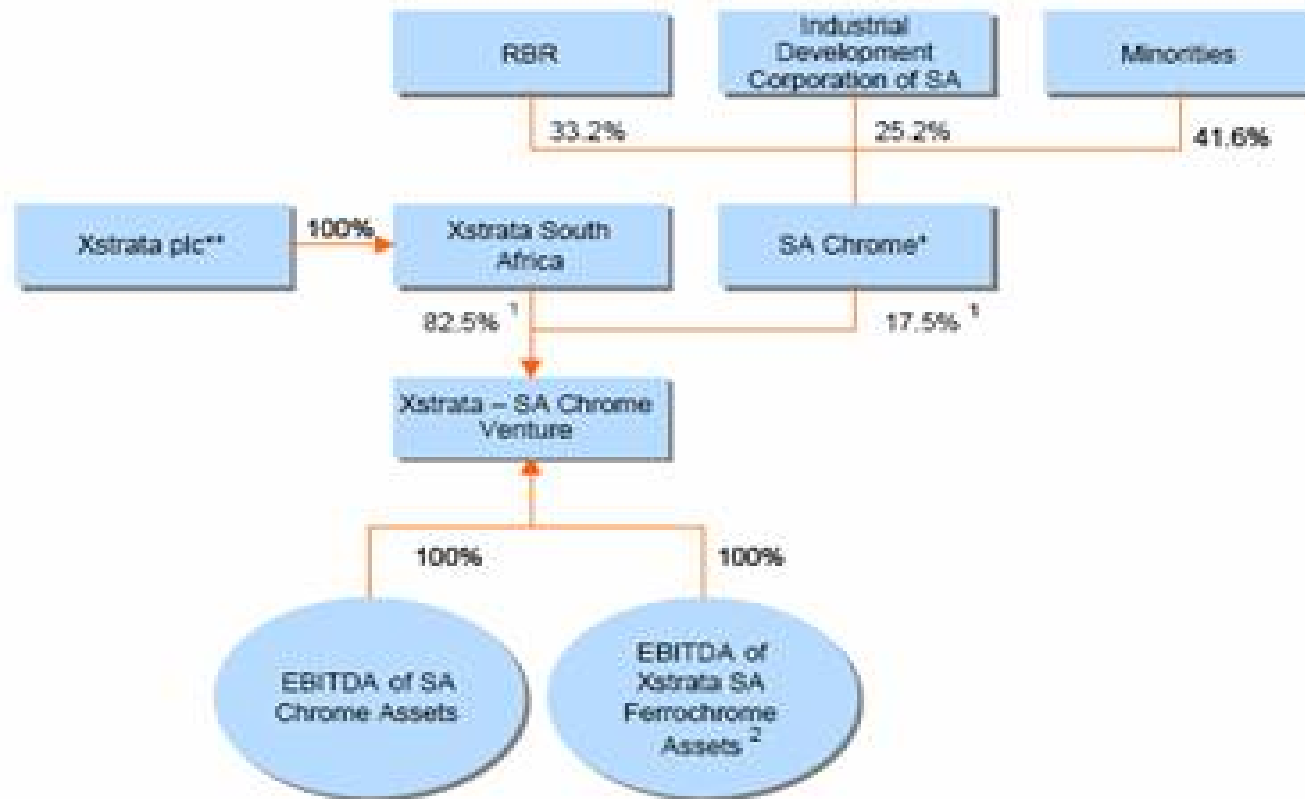 RBR
Industrial
Development
Corporation of SA
Minorities
33.2%
25.2%
41.6%
Xstrata plc**
100%
Xstrata South
Africa
SA Chrome*
82.5% 1
17.5% 1
Xstrata – SA Chrome
Venture
100%
100%
EBITDA of SA
Chrome Assets
EBITDA of
Xstrata SA
Ferrochrome
Assets 2